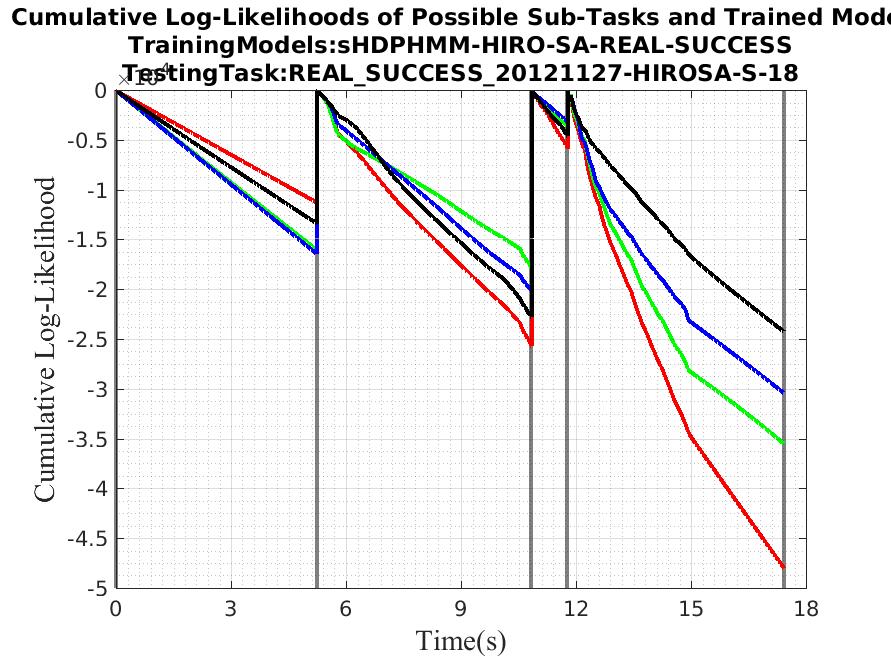 Cumulative Log-Likelihoods of Possible Sub-Tasks and Trained Mode
TrainingModels:sHDPHMM-HIRO-SA-REAL-SUCCESS
×10⁴
TestingTask:REAL_SUCCESS_20121127-HIROSA-S-18
Cumulative Log-Likelihood
0
-0.5
-1
-1.5
-2
-2.5
-3
-3.5
-4
-4.5
-5
0 3 6 9 12 15 18
Time(s)